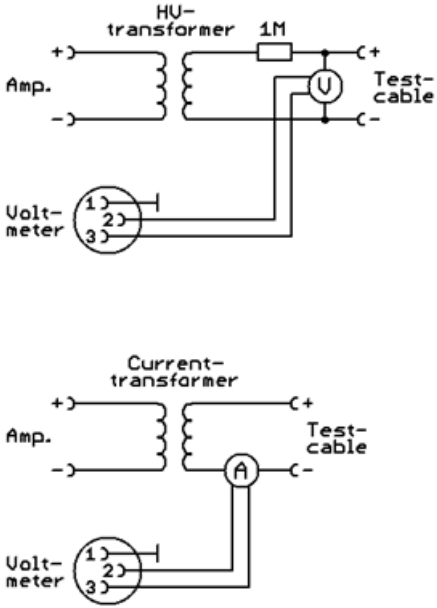 HV-
transformer
1M
+
+
Amp.
V
Test-
cable
-
-
1
Volt-
meter
2
3
Current-
transformer
+
+
Amp.
Test-
cable
-
A
-
1
Volt-
meter
2
3